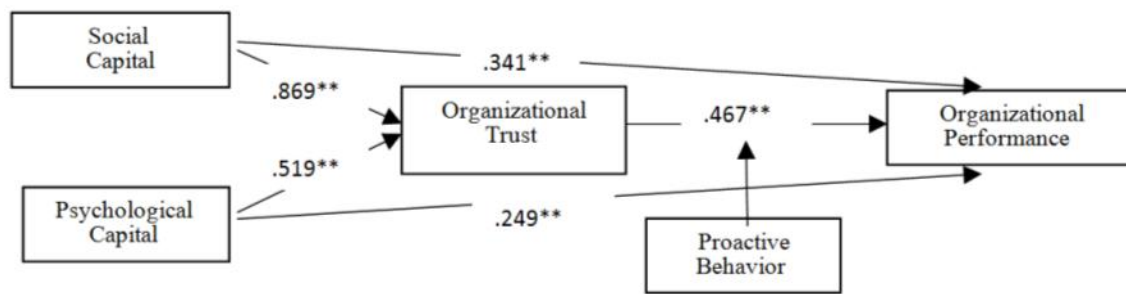 Social
Capital
.341**
.869**
Organizational
Trust
.467**
Organizational
Performance
.519**
Psychological
Capital
.249**
Proactive
Behavior